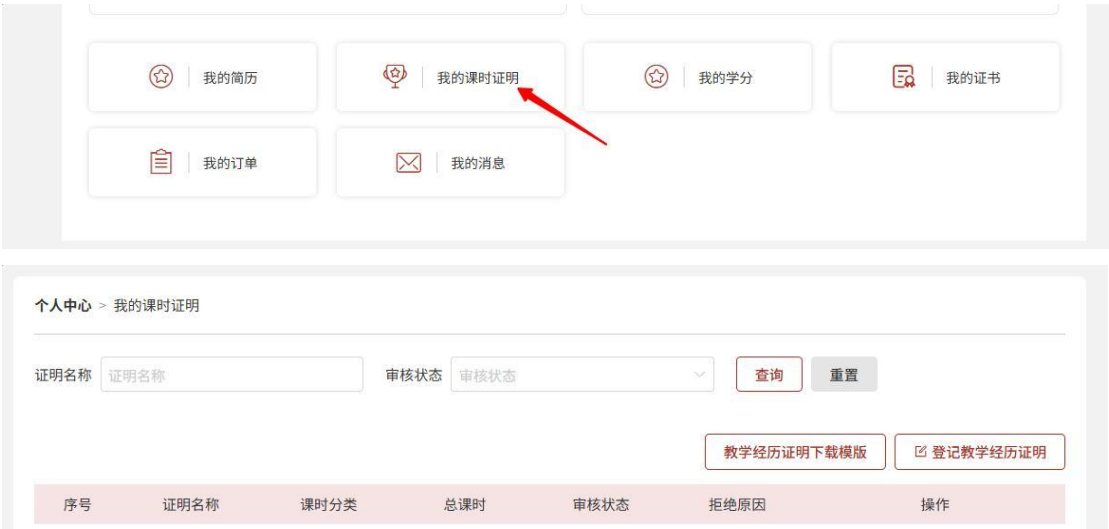 我的简历
我的课时证明
我的学分
我的证书
我的订单
我的消息
个人中心 > 我的课时证明
证明名称 证明名称 审核状态 审核状态 查询 重置
教学经历证明下载模版 登记教学经历证明
序号 证明名称 课时分类 总课时 审核状态 拒绝原因 操作